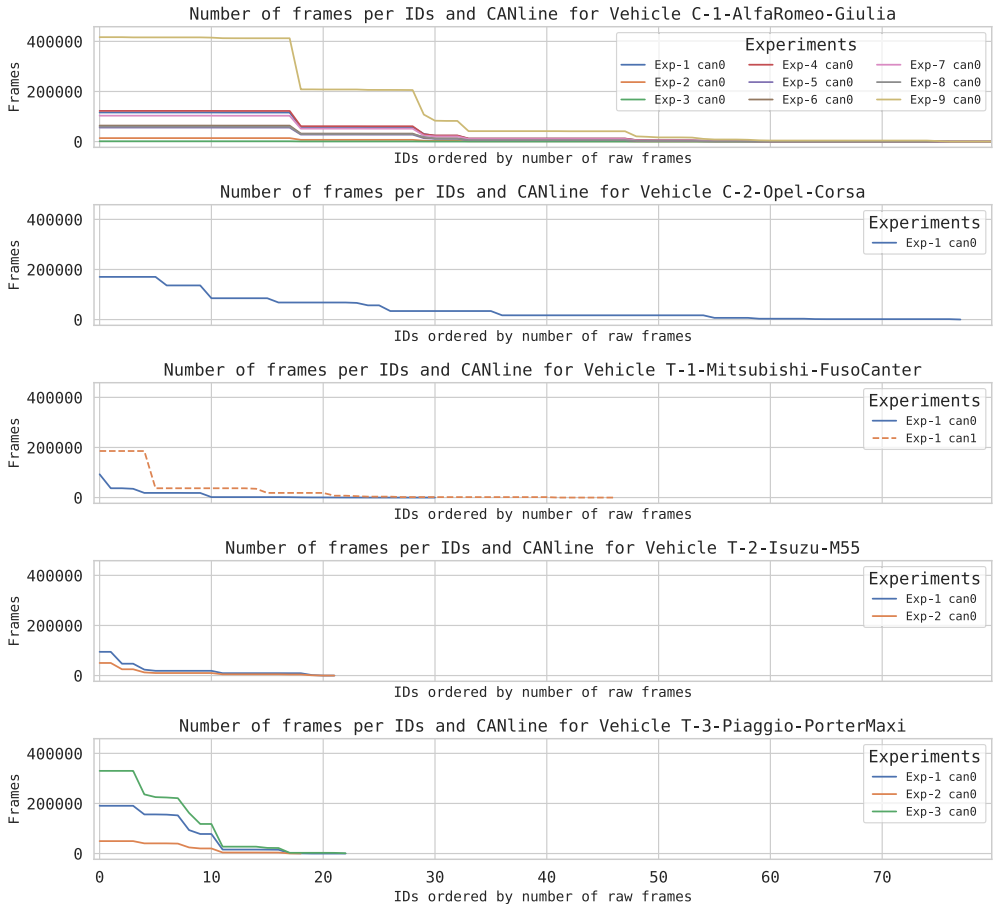 Number of frames per IDs and CANline for Vehicle C-1-AlfaRomeo-Giulia
Frames
400000
200000
0
Experiments
Exp-1 can0 Exp-4 can0 Exp-7 can0
Exp-2 can0 Exp-5 can0 Exp-8 can0
Exp-3 can0 Exp-6 can0 Exp-9 can0
IDs ordered by number of raw frames
Number of frames per IDs and CANline for Vehicle C-2-Opel-Corsa
Frames
400000
200000
0
Experiments
Exp-1 can0
IDs ordered by number of raw frames
Number of frames per IDs and CANline for Vehicle T-1-Mitsubishi-FusoCanter
Frames
400000
200000
0
Experiments
Exp-1 can0
Exp-1 can1
IDs ordered by number of raw frames
Number of frames per IDs and CANline for Vehicle T-2-Isuzu-M55
Frames
400000
200000
0
Experiments
Exp-1 can0
Exp-2 can0
IDs ordered by number of raw frames
Number of frames per IDs and CANline for Vehicle T-3-Piaggio-PorterMaxi
Frames
400000
200000
0
Experiments
Exp-1 can0
Exp-2 can0
Exp-3 can0
0 10 20 30 40 50 60 70
IDs ordered by number of raw frames